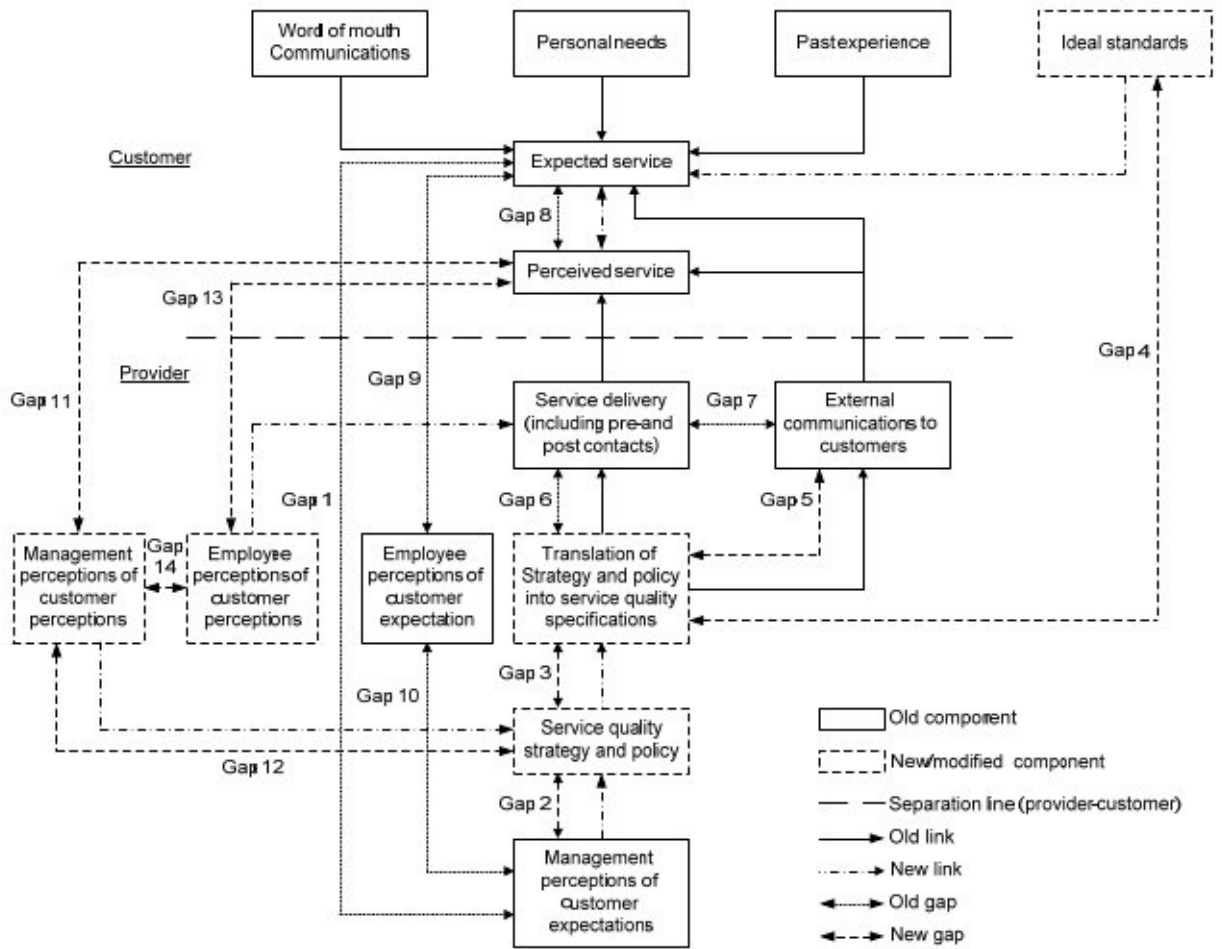 Word of mouth
Communications
Personal needs
Past experience
Ideal standards
Customer
Expected service
Gap 8
Perceived service
Gap 13
Gap 4
Provider
Gap 11
Gap 9
Service delivery
(including pre-and
post contacts)
Gap 7
External
communications to
customers
Gap 1
Gap 6
Gap 5
Management
perceptions of
customer
perceptions
Gap
14
Employee
perceptions of
customer
perceptions
Employee
perceptions of
customer
expectation
Translation of
Strategy and policy
into service quality
specifications
Gap 3
Gap 10
Service quality
strategy and policy
Gap 12
Gap 2
Management
perceptions of
customer
expectations
Old component
New/modified component
Separation line (provider-customer)
Old link
New link
Old gap
New gap